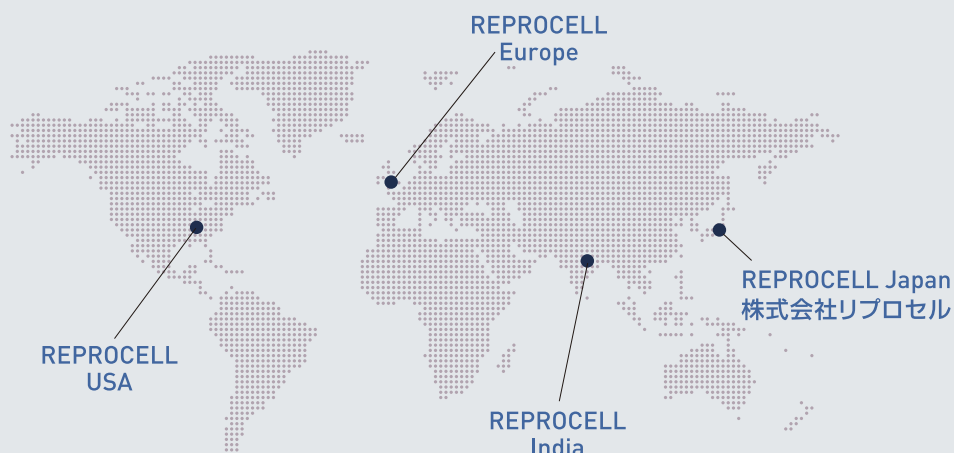 REPROCELL
Europe
REPROCELL Japan
株式会社リプロセル
REPROCELL
USA
REPROCELL
India